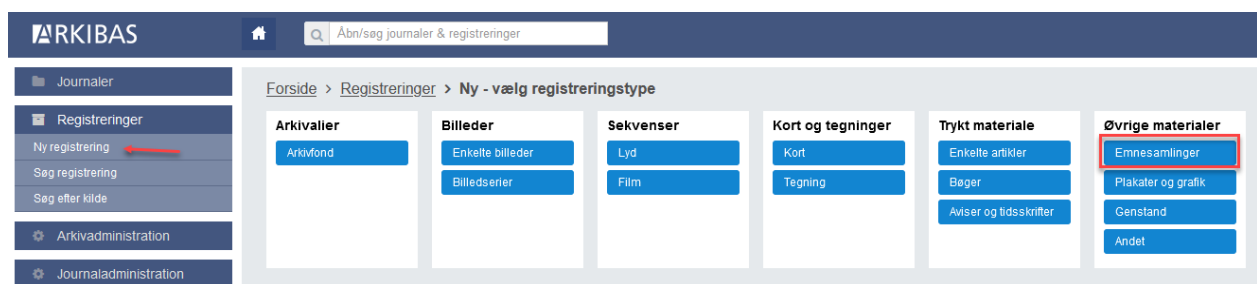 ARKIBAS
Åbn/søg journaler & registreringer
Journaler
Registreringer
Ny registrering
Søg registrering
Søg efter kilde
Arkivadministration
Journaladministration
Forside > Registreringer > Ny - vælg registreringstype
Arkivalier
Arkivfond
Billeder
Enkelte billeder
Billedserier
Sekvenser
Lyd
Film
Kort og tegninger
Kort
Tegning
Trykt materiale
Enkelte artikler
Bøger
Aviser og tidsskrifter
Øvrige materialer
Emnesamlinger
Plakater og grafik
Genstand
Andet